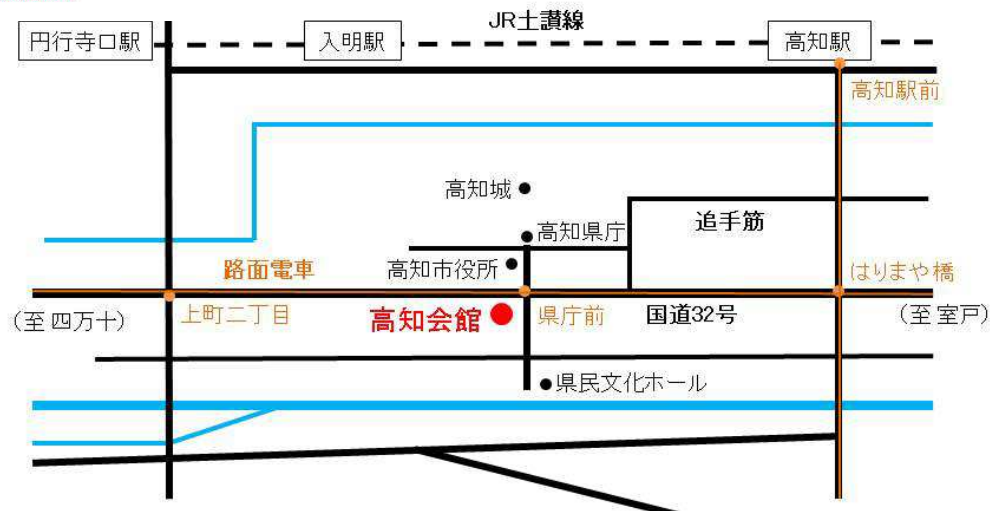 JR土讃線
円行寺口駅
入明駅
高知駅
高知駅前
高知城
高知県庁
追手筋
路面電車
高知市役所
はりまや橋
(至四万十)
上町二丁目
高知会館
県庁前
国道32号
(至室戸)
県民文化ホール